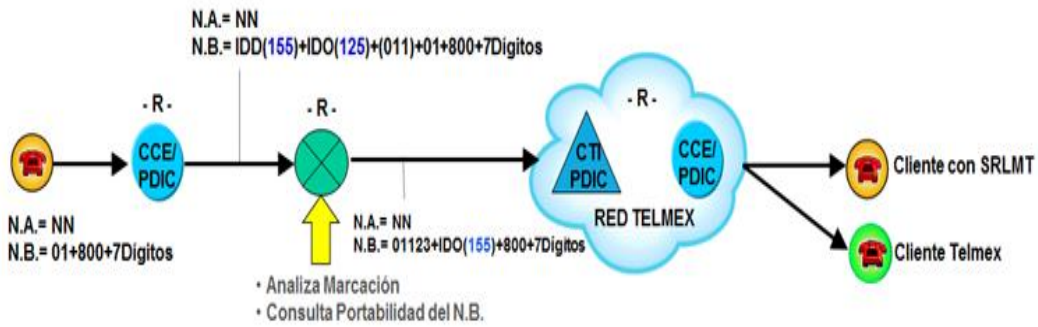 N.A.= NN
N.B.= IDD(155)+IDO(125)+(011)+01+800+7Digitos
- R -
CCE/
PDIC
N.A.= NN
N.B.= 01+800+7Digitos
- R -
• Analiza Marcación
• Consulta Portabilidad del N.B.
N.A.= NN
N.B.= 01123+IDO(155)+800+7Digitos
- R -
CTI
PDIC
CCE/
PDIC
RED TELMEX
Cliente con SRLMT
Cliente Telmex